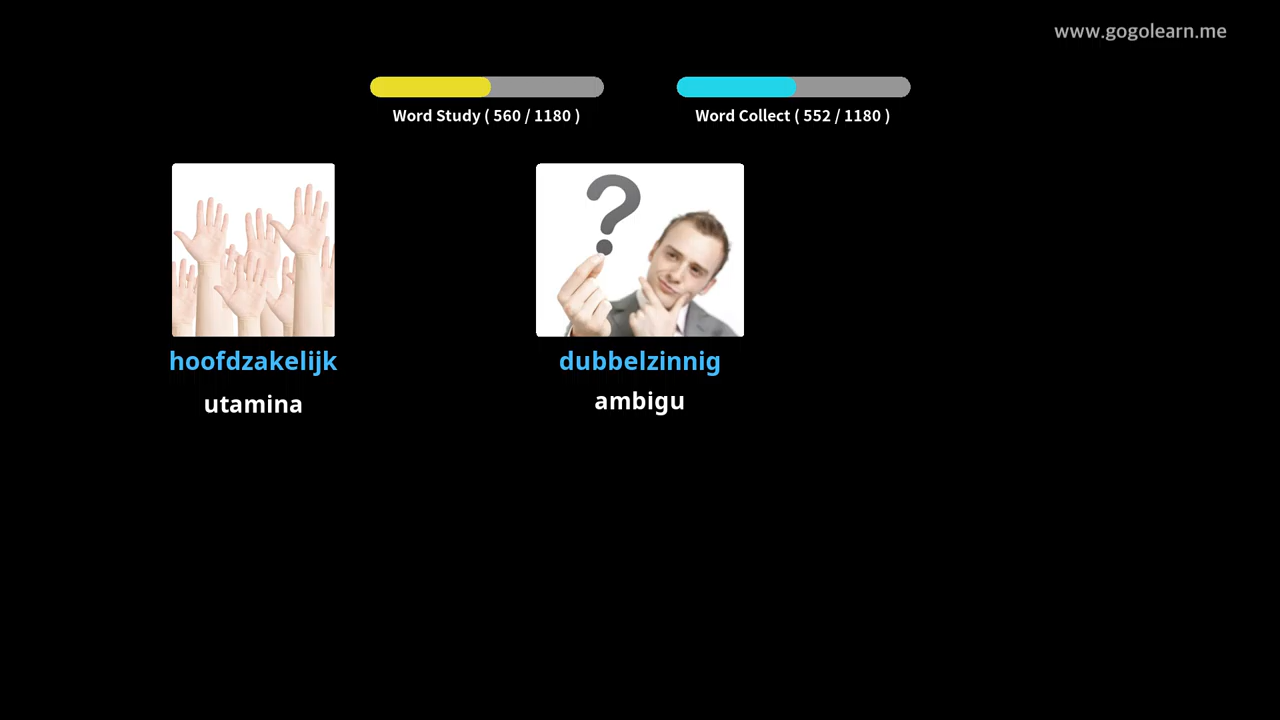 www.gogolearn.me
Word Study ( 560 / 1180 )
Word Collect ( 552 / 1180 )
hoofdzakelijk
utamina
dubbelzinnig
ambigu